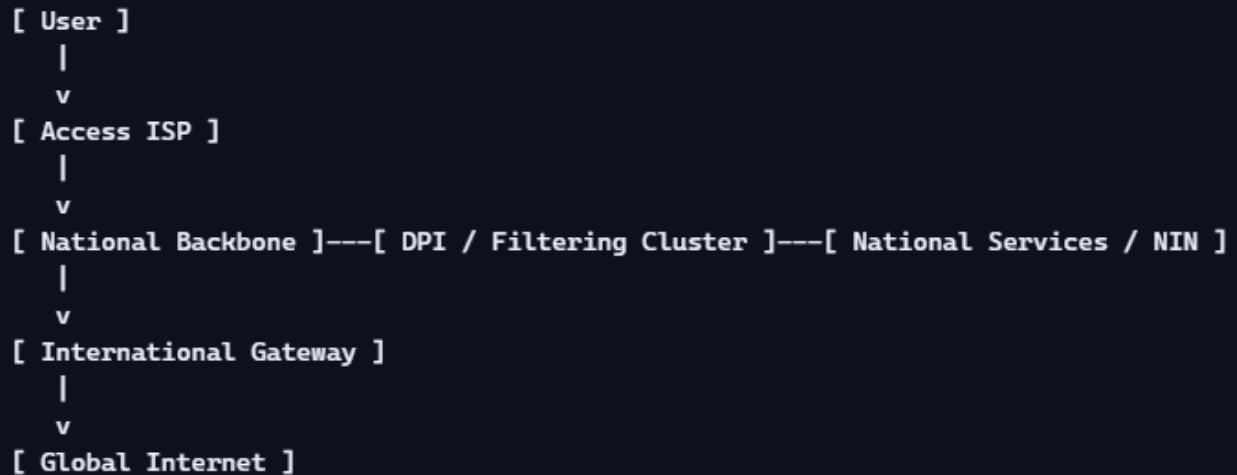 [ User ]
|
v
[ Access ISP ]
|
v
[ National Backbone ]---[ DPI / Filtering Cluster ]---[ National Services / NIN ]
|
v
[ International Gateway ]
|
v
[ Global Internet ]